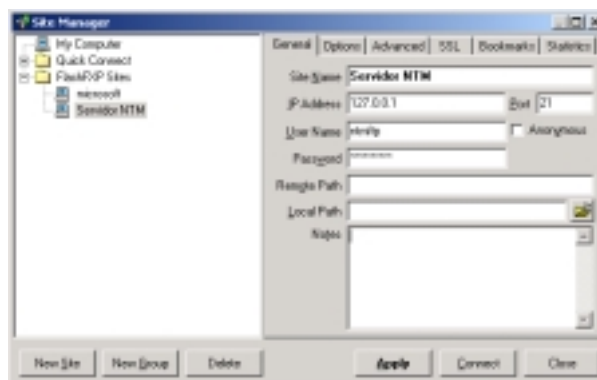 Site Manager
My Computer
Quick Connect
FlashFXP Sites
microsoft
Servidor NTM
General Options Advanced SSL Bookmarks Statistics
Site Name Servidor NTM
IP Address 127.0.0.1 Port 21
User Name Anonymous
Password **********
Remote Path
Local Path
Notes
New Site New Group Delete Apply Connect Close